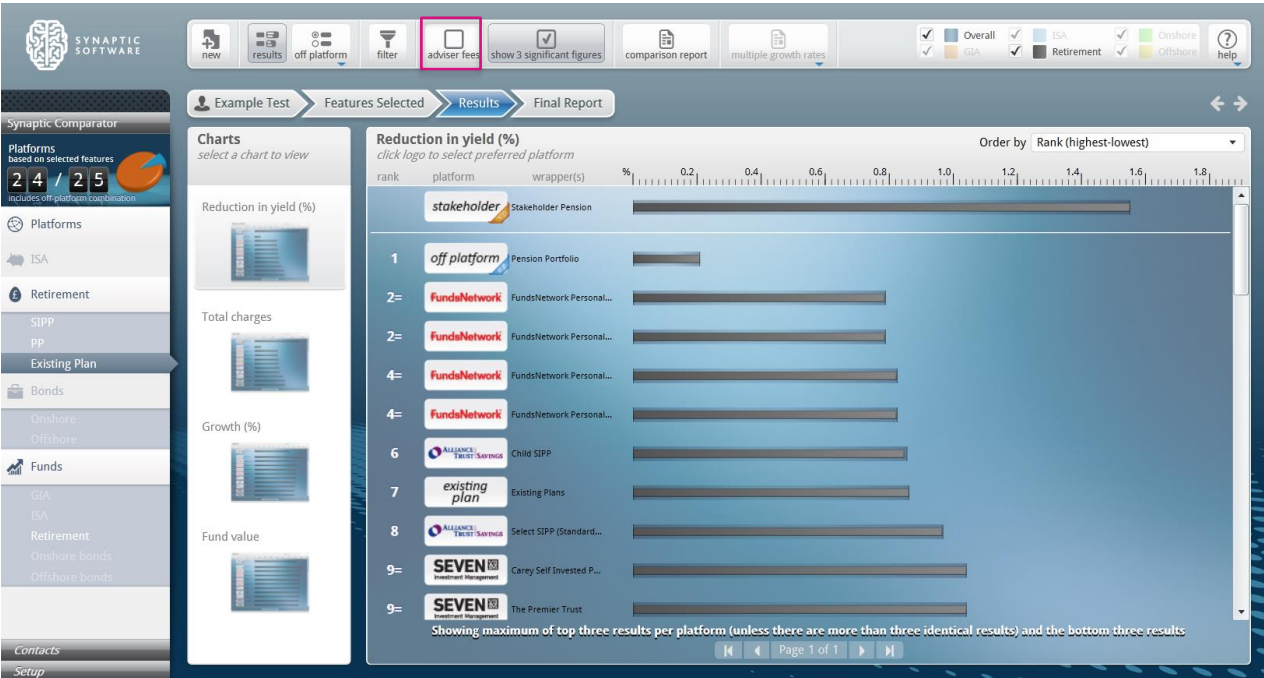 SYNAPTIC
SOFTWARE
new
results
off platform
filter
adviser fees
show 3 significant figures
comparison report
multiple growth rates
Overall
ISA
Onshore
GIA
Retirement
Offshore
help
Example Test
Features Selected
Results
Final Report
Synaptic Comparator
Platforms
based on selected features
24 / 25
includes off-platform combination
Platforms
ISA
Retirement
SIPP
PP
Existing Plan
Bonds
Onshore
Offshore
Funds
GIA
ISA
Retirement
Onshore bonds
Offshore bonds
Contacts
Setup
Charts
select a chart to view
Reduction in yield (%)
Total charges
Growth (%)
Fund value
Reduction in yield (%)
click logo to select preferred platform
Order by Rank (highest-lowest)
rank platform wrapper(s) % 0.2 0.4 0.6 0.8 1.0 1.2 1.4 1.6 1.8
stakeholder Stakeholder Pension
1 off platform Pension Portfolio
2= FundsNetwork FundsNetwork Personal...
2= FundsNetwork FundsNetwork Personal...
4= FundsNetwork FundsNetwork Personal...
4= FundsNetwork FundsNetwork Personal...
6 ALLIANCE TRUST SAVINGS Child SIPP
7 existing plan Existing Plans
8 ALLIANCE TRUST SAVINGS Select SIPP (Standard...
9= SEVEN Investment Management Carey Self Invested P...
9= SEVEN Investment Management The Premier Trust
Showing maximum of top three results per platform (unless there are more than three identical results) and the bottom three results
Page 1 of 1